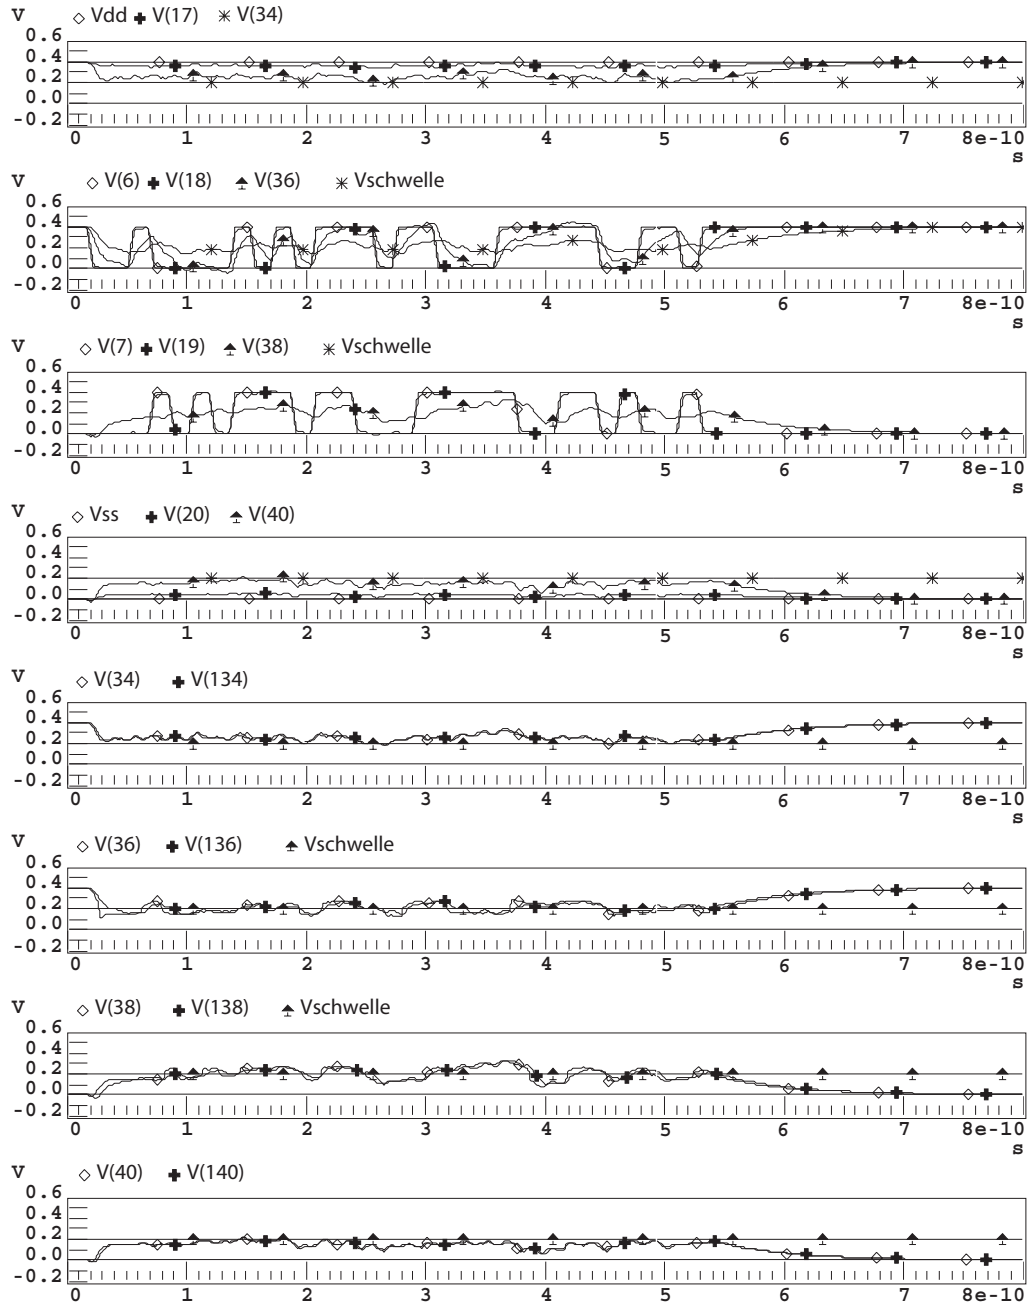 V
Vdd V(17) V(34)
0.6
0.4
0.2
0.0
-0.2
0 1 2 3 4 5 6 7 8e-10
s
V
V(6) V(18) V(36) Vschwelle
0.6
0.4
0.2
0.0
-0.2
0 1 2 3 4 5 6 7 8e-10
s
V
V(7) V(19) V(38) Vschwelle
0.6
0.4
0.2
0.0
-0.2
0 1 2 3 4 5 6 7 8e-10
s
V
Vss V(20) V(40)
0.6
0.4
0.2
0.0
-0.2
0 1 2 3 4 5 6 7 8e-10
s
V
V(34) V(134)
0.6
0.4
0.2
0.0
-0.2
0 1 2 3 4 5 6 7 8e-10
s
V
V(36) V(136) Vschwelle
0.6
0.4
0.2
0.0
-0.2
0 1 2 3 4 5 6 7 8e-10
s
V
V(38) V(138) Vschwelle
0.6
0.4
0.2
0.0
-0.2
0 1 2 3 4 5 6 7 8e-10
s
V
V(40) V(140)
0.6
0.4
0.2
0.0
-0.2
0 1 2 3 4 5 6 7 8e-10